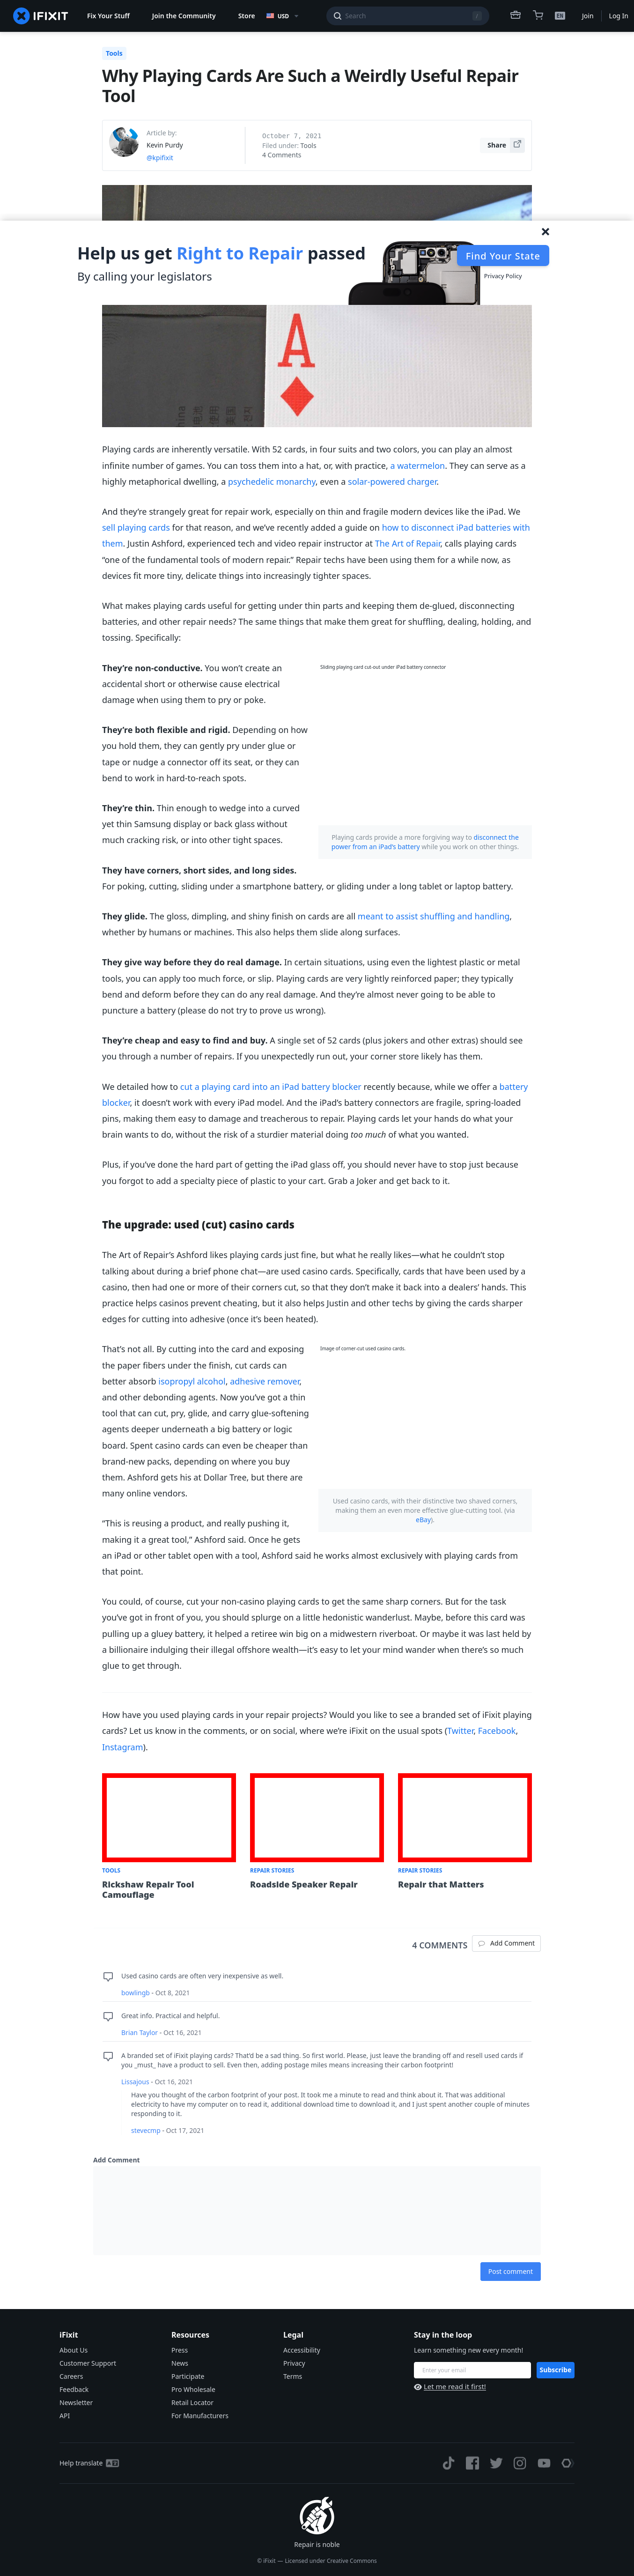 IFIXIT
Fix Your Stuff
Join the Community
Store
USD
Search
/
EN
Join
Log In
Tools
Why Playing Cards Are Such a Weirdly Useful Repair
Tool
Article by:
Kevin Purdy
@kpifixit
October 7, 2021
Filed under: Tools
4 Comments
Share
Help us get Right to Repair passed
By calling your legislators
Find Your State
Privacy Policy
A
Playing cards are inherently versatile. With 52 cards, in four suits and two colors, you can play an almost
infinite number of games. You can toss them into a hat, or, with practice, a watermelon. They can serve as a
highly metaphorical dwelling, a psychedelic monarchy, even a solar-powered charger.
And they’re strangely great for repair work, especially on thin and fragile modern devices like the iPad. We
sell playing cards for that reason, and we’ve recently added a guide on how to disconnect iPad batteries with
them. Justin Ashford, experienced tech and video repair instructor at The Art of Repair, calls playing cards
“one of the fundamental tools of modern repair.” Repair techs have been using them for a while now, as
devices fit more tiny, delicate things into increasingly tighter spaces.
What makes playing cards useful for getting under thin parts and keeping them de-glued, disconnecting
batteries, and other repair needs? The same things that make them great for shuffling, dealing, holding, and
tossing. Specifically:
They’re non-conductive. You won’t create an
accidental short or otherwise cause electrical
damage when using them to pry or poke.
They’re both flexible and rigid. Depending on how
you hold them, they can gently pry under glue or
tape or nudge a connector off its seat, or they can
bend to work in hard-to-reach spots.
They’re thin. Thin enough to wedge into a curved
yet thin Samsung display or back glass without
much cracking risk, or into other tight spaces.
Sliding playing card cut-out under iPad battery connector
Playing cards provide a more forgiving way to disconnect the
power from an iPad’s battery while you work on other things.
They have corners, short sides, and long sides.
For poking, cutting, sliding under a smartphone battery, or gliding under a long tablet or laptop battery.
They glide. The gloss, dimpling, and shiny finish on cards are all meant to assist shuffling and handling,
whether by humans or machines. This also helps them slide along surfaces.
They give way before they do real damage. In certain situations, using even the lightest plastic or metal
tools, you can apply too much force, or slip. Playing cards are very lightly reinforced paper; they typically
bend and deform before they can do any real damage. And they’re almost never going to be able to
puncture a battery (please do not try to prove us wrong).
They’re cheap and easy to find and buy. A single set of 52 cards (plus jokers and other extras) should see
you through a number of repairs. If you unexpectedly run out, your corner store likely has them.
We detailed how to cut a playing card into an iPad battery blocker recently because, while we offer a battery
blocker, it doesn’t work with every iPad model. And the iPad’s battery connectors are fragile, spring-loaded
pins, making them easy to damage and treacherous to repair. Playing cards let your hands do what your
brain wants to do, without the risk of a sturdier material doing too much of what you wanted.
Plus, if you’ve done the hard part of getting the iPad glass off, you should never have to stop just because
you forgot to add a specialty piece of plastic to your cart. Grab a Joker and get back to it.
The upgrade: used (cut) casino cards
The Art of Repair’s Ashford likes playing cards just fine, but what he really likes—what he couldn’t stop
talking about during a brief phone chat—are used casino cards. Specifically, cards that have been used by a
casino, then had one or more of their corners cut, so that they don’t make it back into a dealers’ hands. This
practice helps casinos prevent cheating, but it also helps Justin and other techs by giving the cards sharper
edges for cutting into adhesive (once it’s been heated).
That’s not all. By cutting into the card and exposing
the paper fibers under the finish, cut cards can
better absorb isopropyl alcohol, adhesive remover,
and other debonding agents. Now you’ve got a thin
tool that can cut, pry, glide, and carry glue-softening
agents deeper underneath a big battery or logic
board. Spent casino cards can even be cheaper than
brand-new packs, depending on where you buy
them. Ashford gets his at Dollar Tree, but there are
many online vendors.
Image of corner-cut used casino cards.
Used casino cards, with their distinctive two shaved corners,
making them an even more effective glue-cutting tool. (via
eBay).
“This is reusing a product, and really pushing it,
making it a great tool,” Ashford said. Once he gets
an iPad or other tablet open with a tool, Ashford said he works almost exclusively with playing cards from
that point.
You could, of course, cut your non-casino playing cards to get the same sharp corners. But for the task
you’ve got in front of you, you should splurge on a little hedonistic wanderlust. Maybe, before this card was
pulling up a gluey battery, it helped a retiree win big on a midwestern riverboat. Or maybe it was last held by
a billionaire indulging their illegal offshore wealth—it’s easy to let your mind wander when there’s so much
glue to get through.
How have you used playing cards in your repair projects? Would you like to see a branded set of iFixit playing
cards? Let us know in the comments, or on social, where we’re iFixit on the usual spots (Twitter, Facebook,
Instagram).
TOOLS
Rickshaw Repair Tool
Camouflage
REPAIR STORIES
Roadside Speaker Repair
REPAIR STORIES
Repair that Matters
4 COMMENTS
Add Comment
Used casino cards are often very inexpensive as well.
bowlingb - Oct 8, 2021
Great info. Practical and helpful.
Brian Taylor - Oct 16, 2021
A branded set of iFixit playing cards? That’d be a sad thing. So first world. Please, just leave the branding off and resell used cards if
you _must_ have a product to sell. Even then, adding postage miles means increasing their carbon footprint!
Lissajous - Oct 16, 2021
Have you thought of the carbon footprint of your post. It took me a minute to read and think about it. That was additional
electricity to have my computer on to read it, additional download time to download it, and I just spent another couple of minutes
responding to it.
stevecmp - Oct 17, 2021
Add Comment
Post comment
iFixit
About Us
Customer Support
Careers
Feedback
Newsletter
API
Resources
Press
News
Participate
Pro Wholesale
Retail Locator
For Manufacturers
Legal
Accessibility
Privacy
Terms
Stay in the loop
Learn something new every month!
Enter your email
Subscribe
Let me read it first!
Help translate
Repair is noble
© iFixit — Licensed under Creative Commons